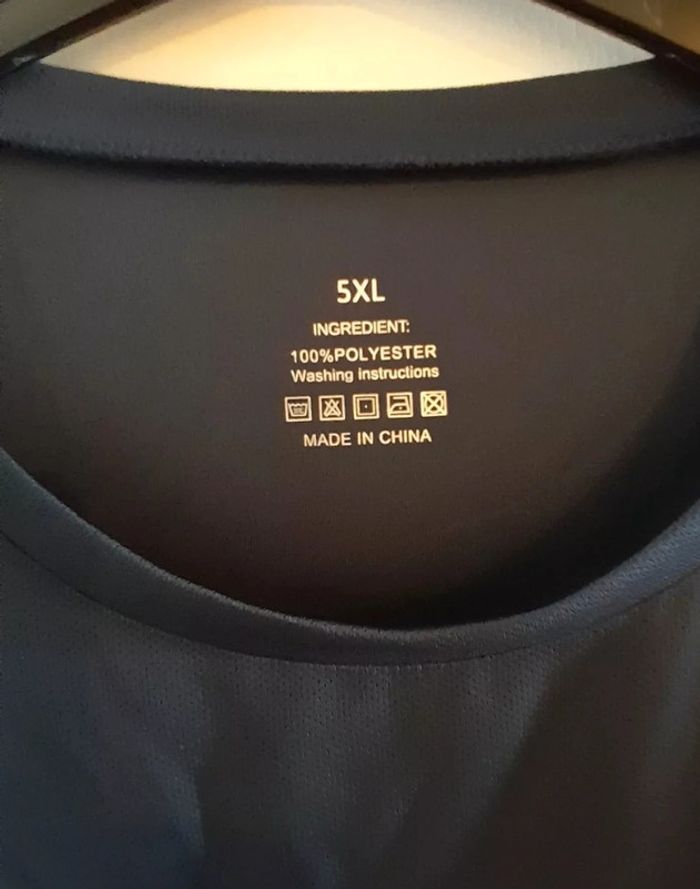 5XL
INGREDIENT:
100%POLYESTER
Washing instructions
MADE IN CHINA